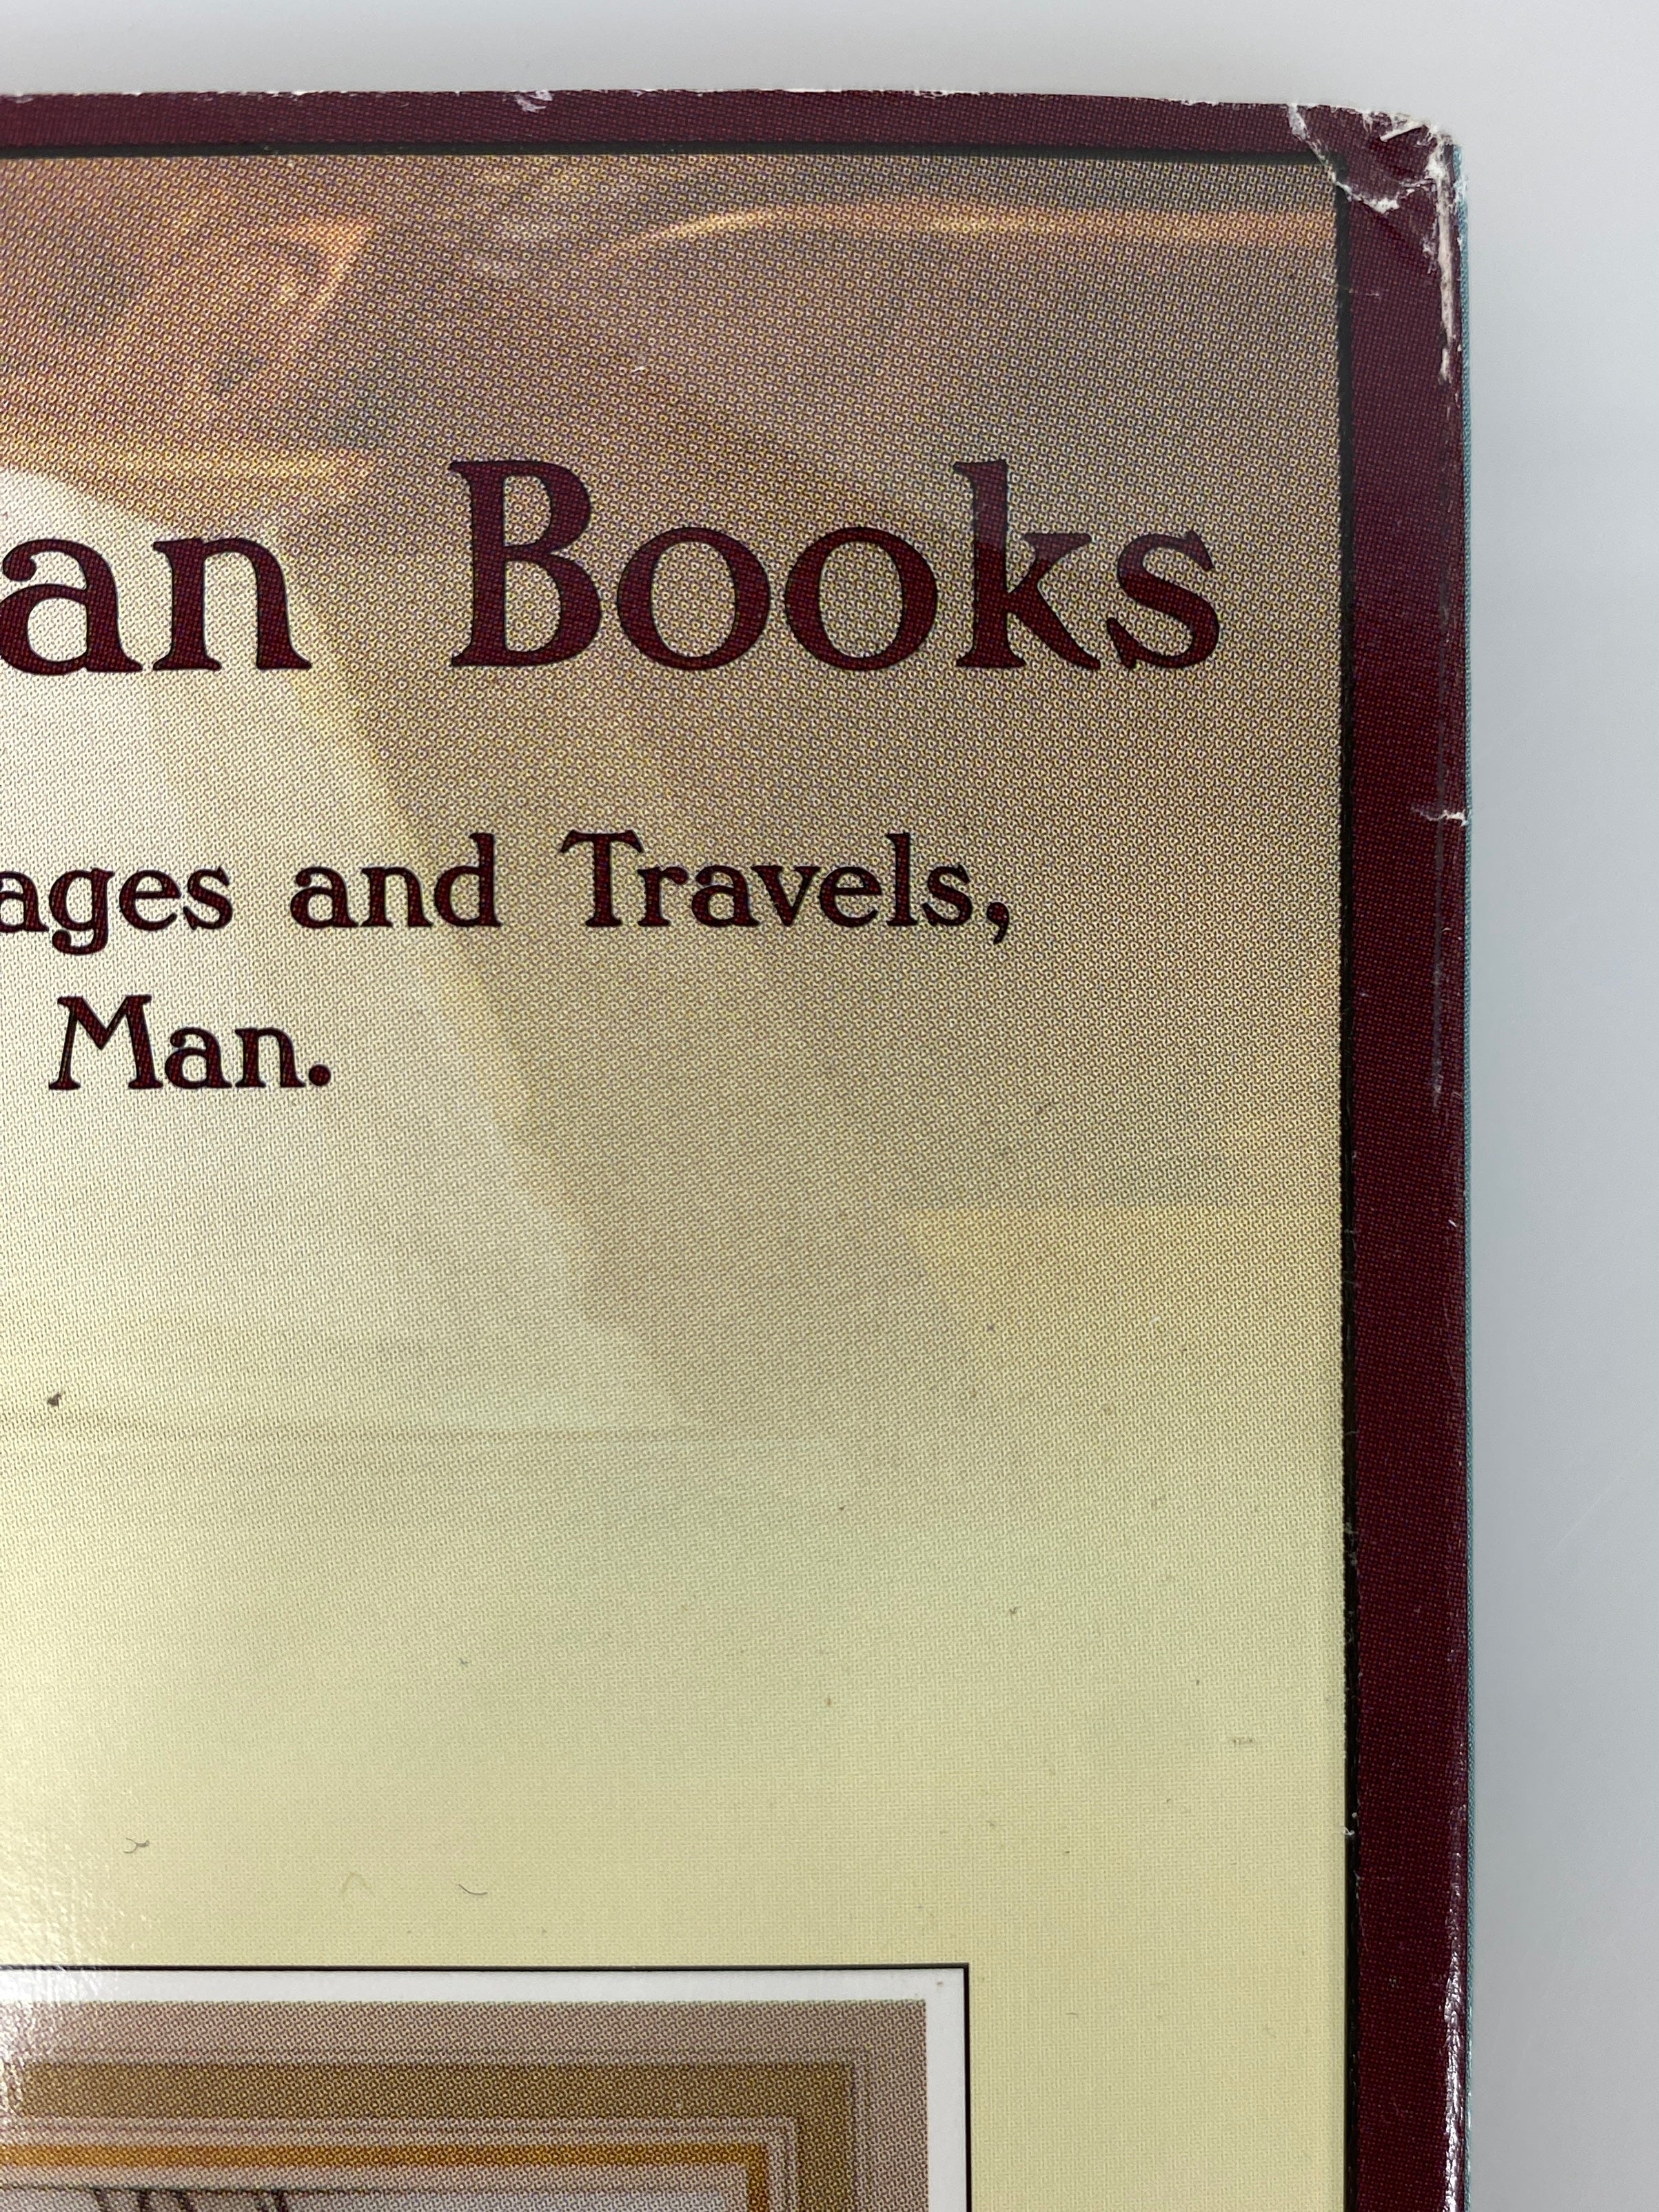 an Books
ages and Travels,
Man.